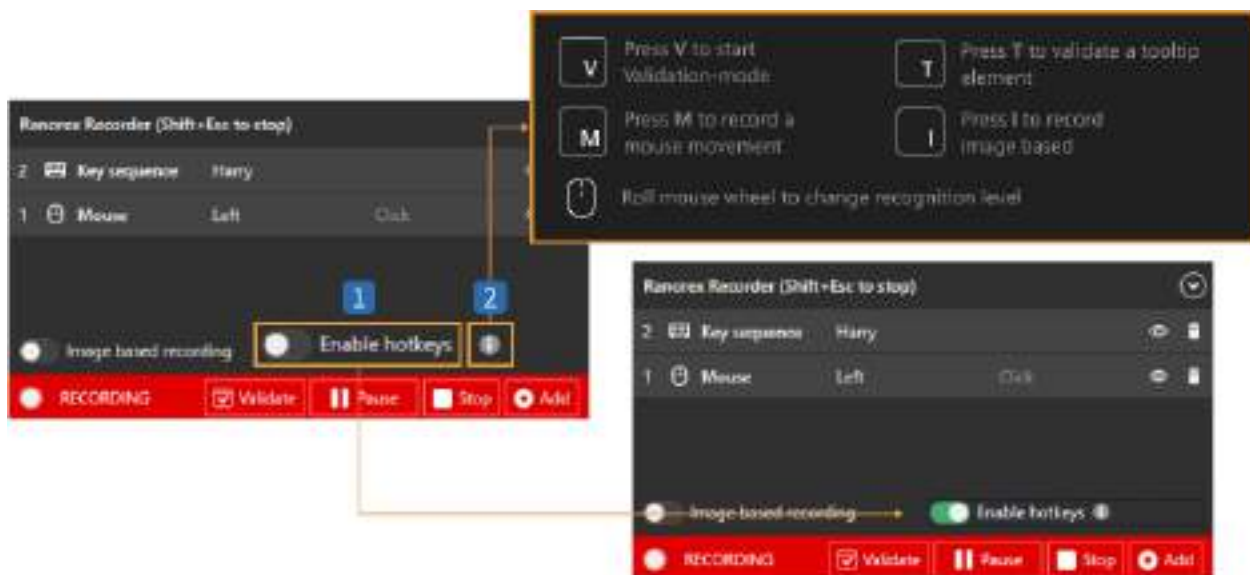 V
Press V to start
Validation-mode
T
Press T to validate a tooltip
element
M
Press M to record a
mouse movement
I
Press I to record
image based
Roll mouse wheel to change recognition level
Ranorex Recorder (Shift+Esc to stop)
2 Key sequence Harry
1 Mouse Left Click
1
2
Image based recording Enable hotkeys
RECORDING Validate Pause Stop Add
Ranorex Recorder (Shift+Esc to stop)
2 Key sequence Harry
1 Mouse Left Click
Image based recording Enable hotkeys
RECORDING Validate Pause Stop Add